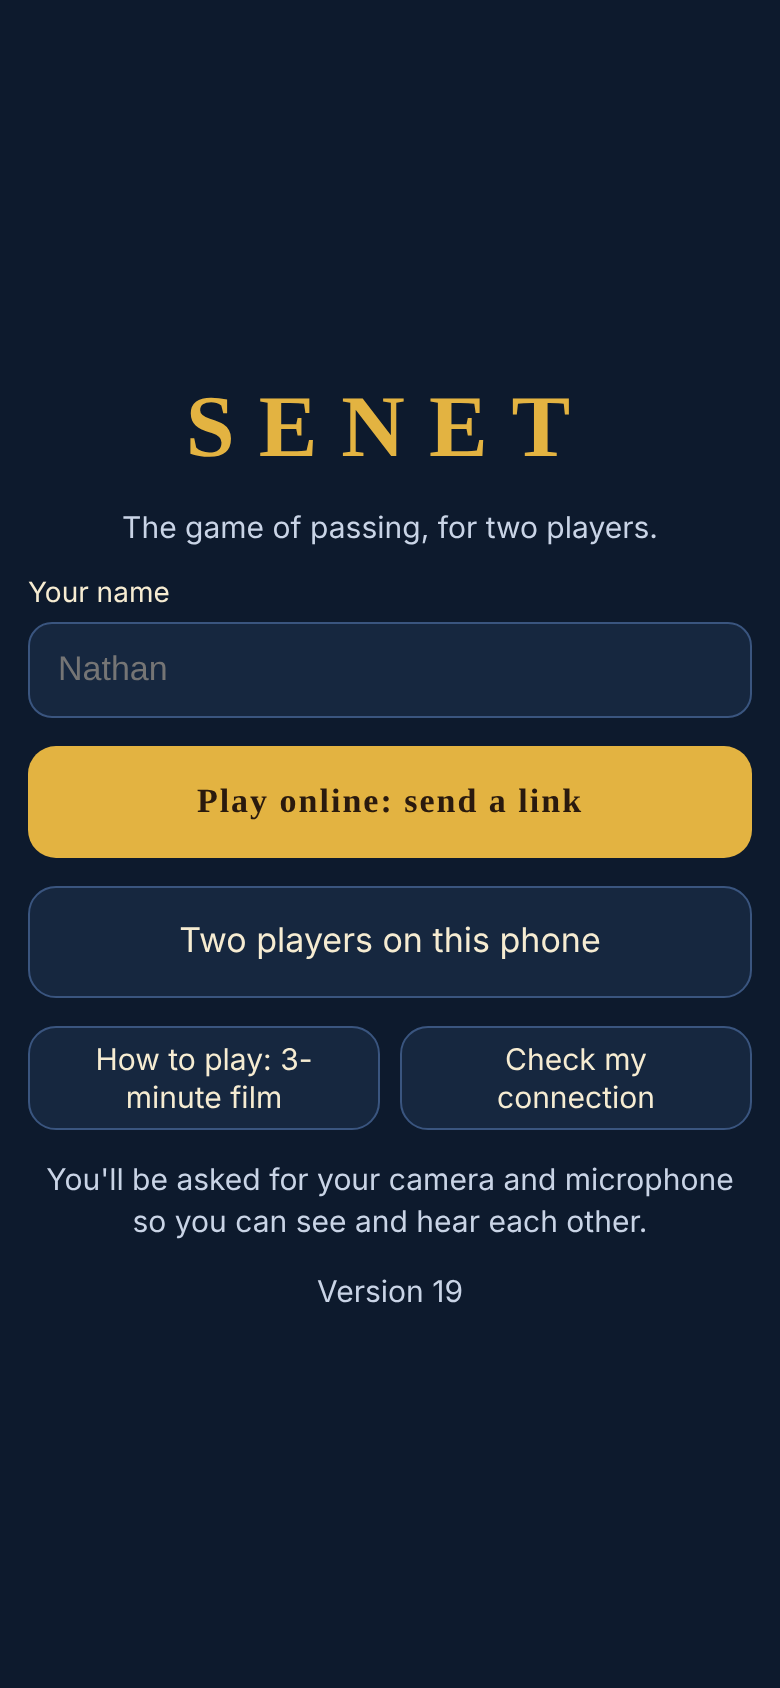 SENET
The game of passing, for two players.
Your name
Nathan
Play online: send a link
Two players on this phone
How to play: 3-
minute film
Check my
connection
You'll be asked for your camera and microphone
so you can see and hear each other.
Version 19